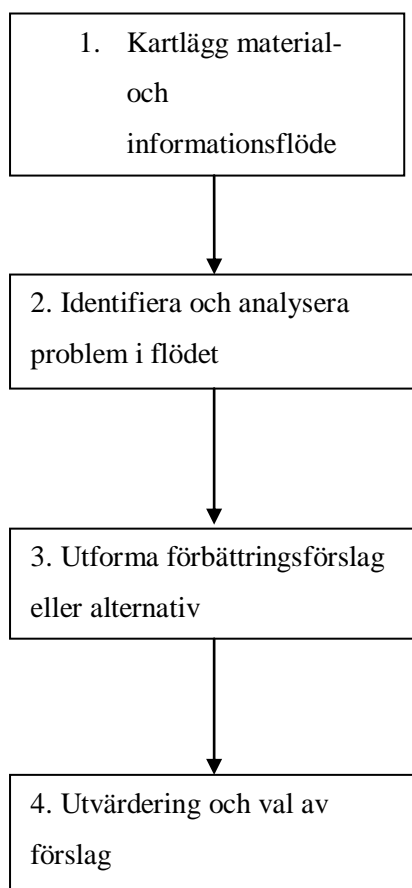 1. Kartlägg material-
och
informationsflöde
2. Identifiera och analysera
problem i flödet
3. Utforma förbättringsförslag
eller alternativ
4. Utvärdering och val av
förslag